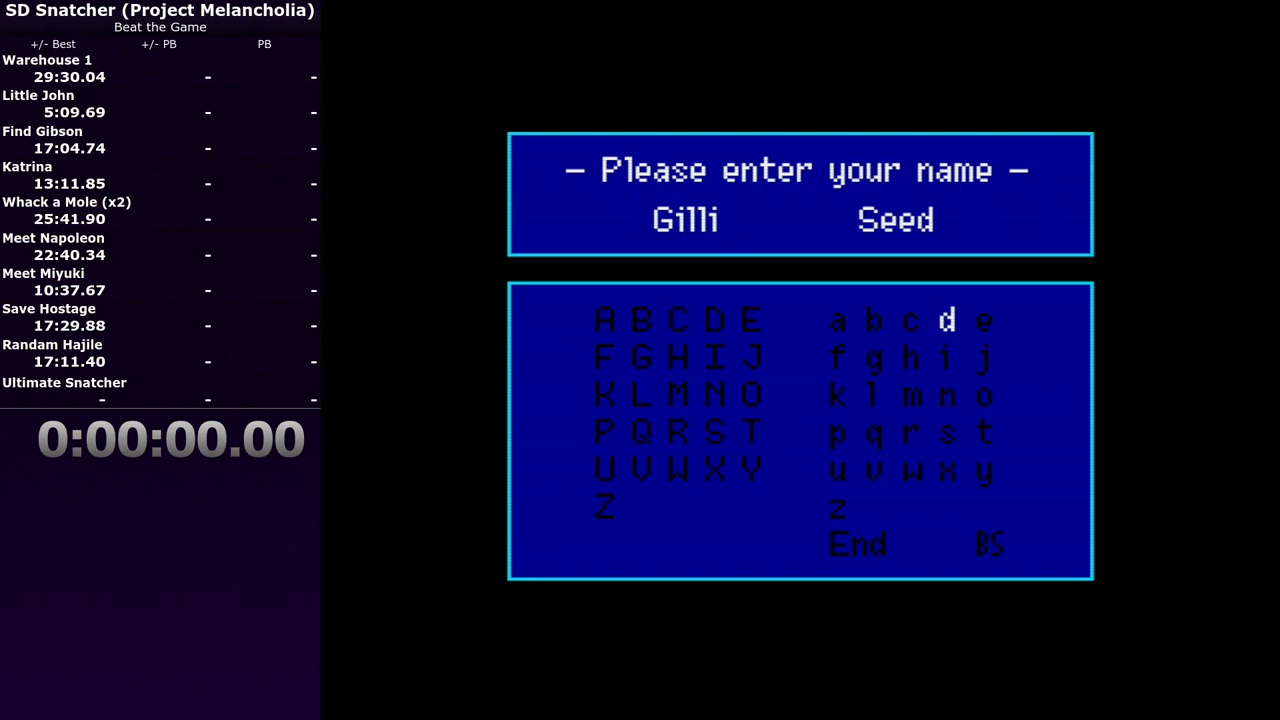 SD Snatcher (Project Melancholia)
Beat the Game
+/- Best +/- PB PB
Warehouse 1
29:30.04 - -
Little John
5:09.69 - -
Find Gibson
17:04.74 - -
Katrina
13:11.85 - -
Whack a Mole (x2)
25:41.90 - -
Meet Napoleon
22:40.34 - -
Meet Miyuki
10:37.67 - -
Save Hostage
17:29.88 - -
Randam Hajile
17:11.40 - -
Ultimate Snatcher
- - -
0:00:00.00
- Please enter your name -
Gilli Seed
A B C D E a b c d e
F G H I J f g h i j
K L M N O k l m n o
P Q R S T p q r s t
U V W X Y u v w x y
Z z
End BS